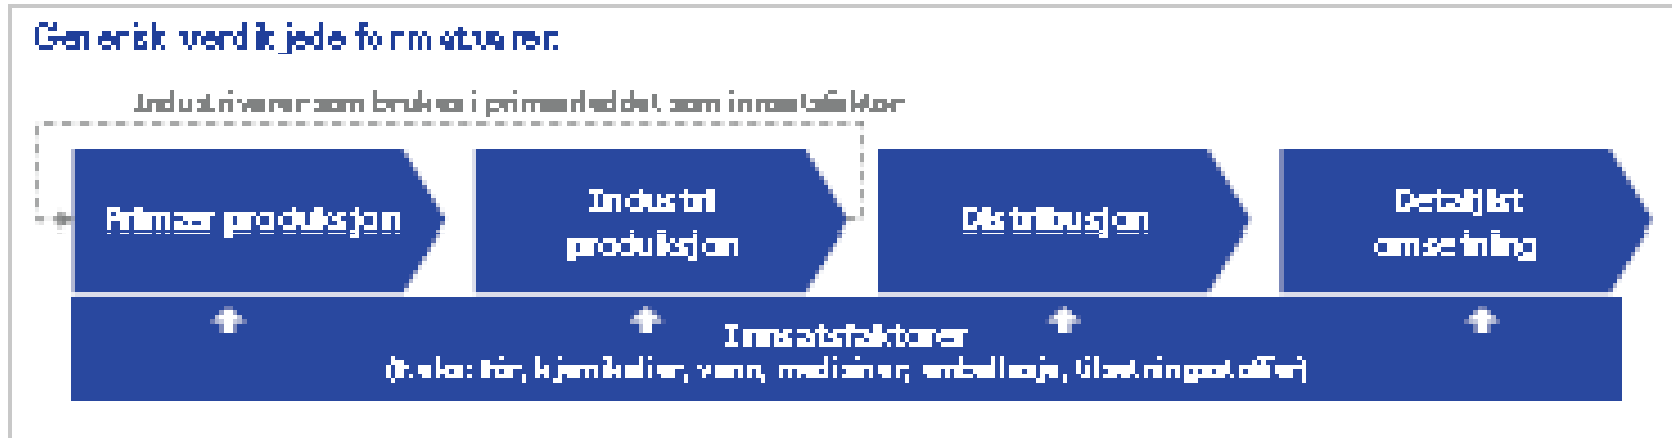 Generisk verdikjede for matvarer:
Industrivarer som brukes i primærleddet som innsatsfaktor
Primær produksjon
Industri
produksjon
Distribusjon
Detaljist
omsetning
Innsatsfaktorer
(f.eks: fôr, kjemikalier, vann, medisiner, emballasje, tilsetningsstoffer)